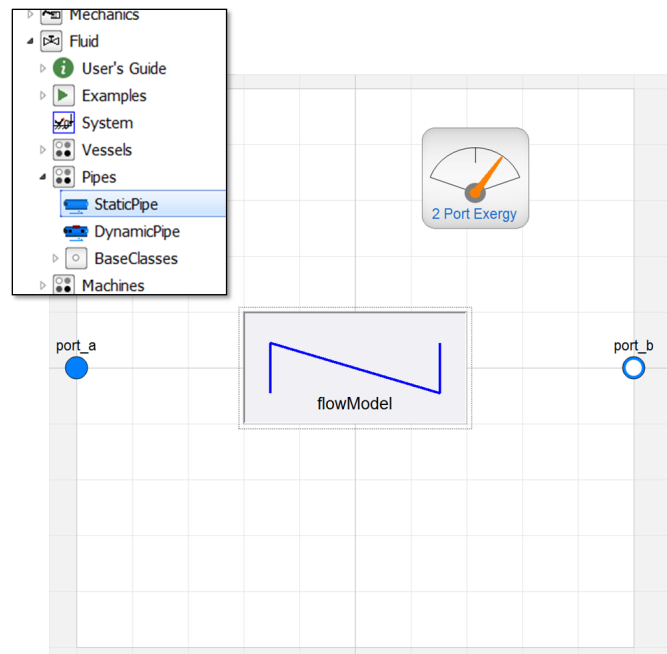 Mechanics
Fluid
User's Guide
Examples
System
Vessels
Pipes
StaticPipe
DynamicPipe
BaseClasses
Machines
2 Port Exergy
port_a
port_b
flowModel